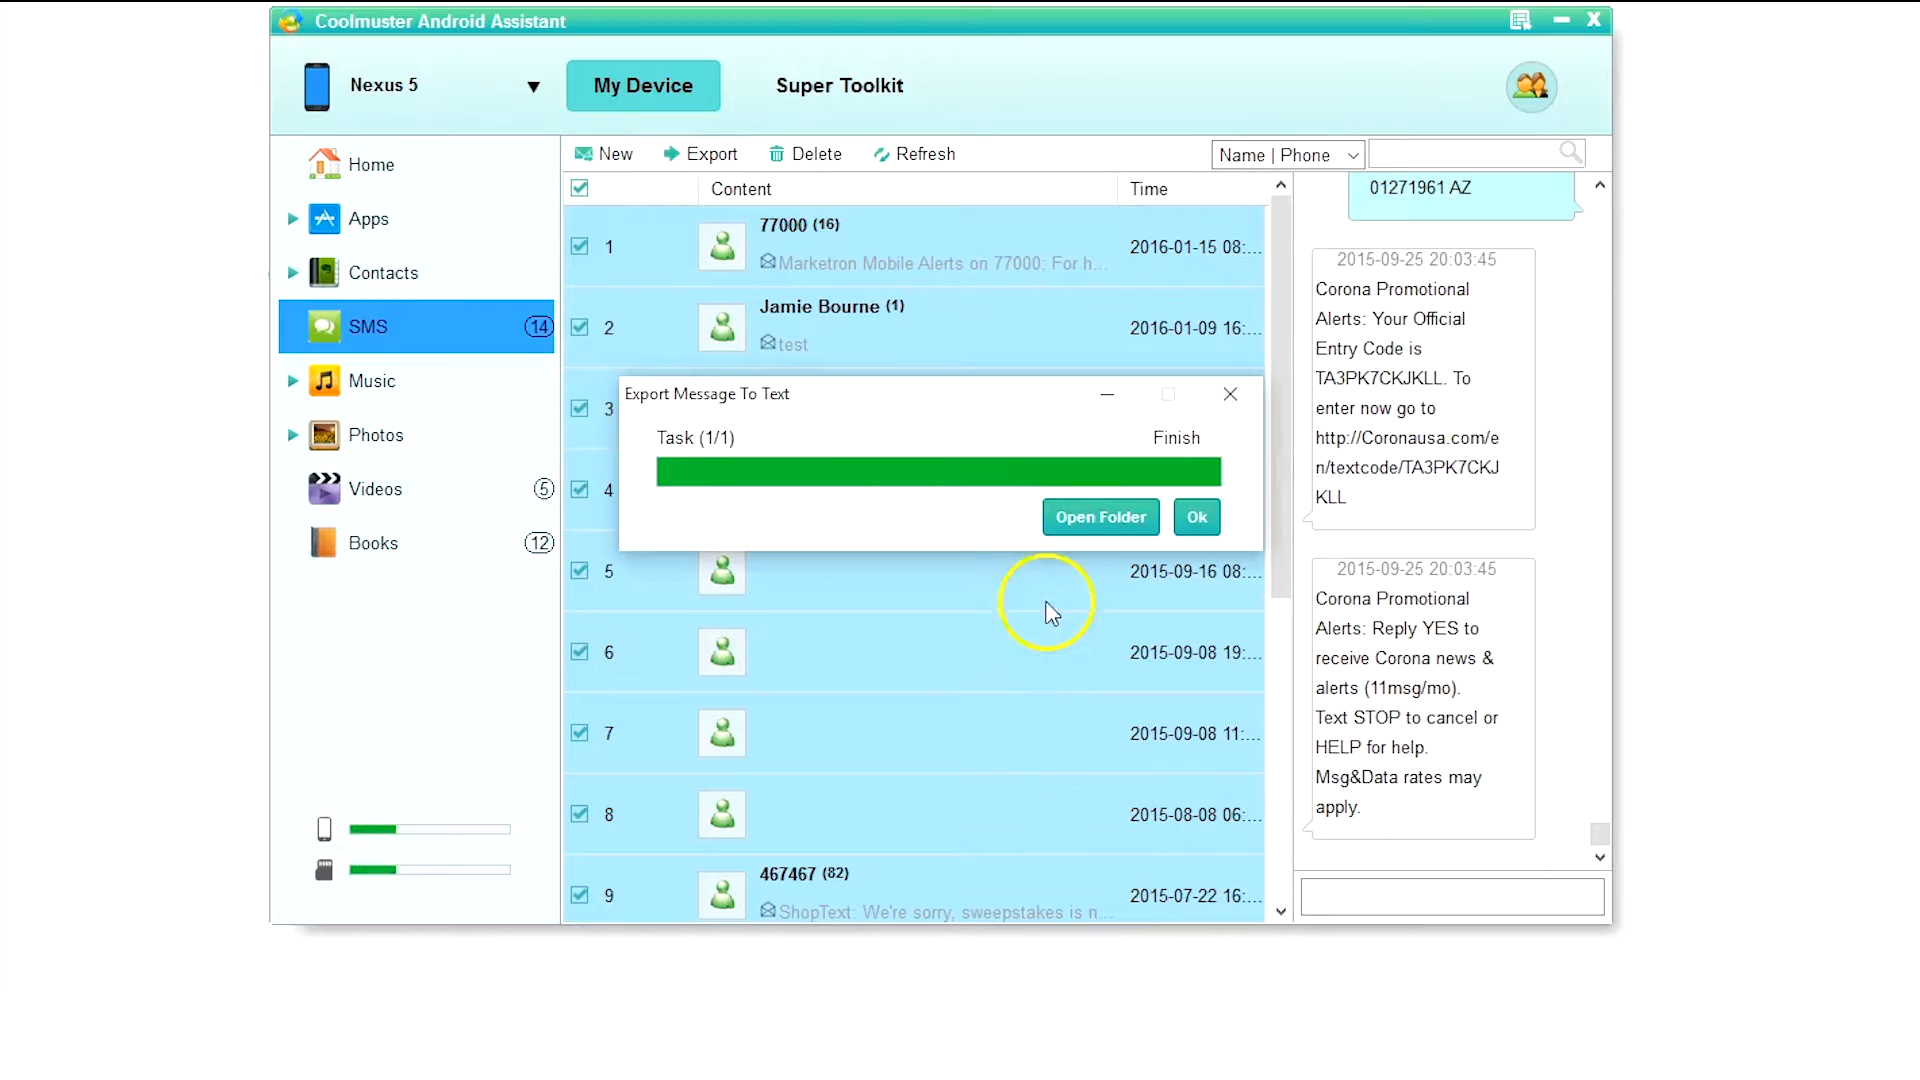 Coolmuster Android Assistant
X
Nexus 5
My Device
Super Toolkit
Home
Apps
Contacts
SMS 14
Music
Photos
Videos 5
Books 12
New Export Delete Refresh Name | Phone
Content Time
1 77000 (16) 2016-01-15 08:...
Marketron Mobile Alerts on 77000: For h...
2 Jamie Bourne (1) 2016-01-09 16:...
test
3
4
5 2015-09-16 08:...
6 2015-09-08 19:...
7 2015-09-08 11:...
8 2015-08-08 06:...
9 467467 (82) 2015-07-22 16:...
ShopText: We're sorry, sweepstakes is n...
Export Message To Text
Task (1/1) Finish
Open Folder Ok
01271961 AZ
2015-09-25 20:03:45
Corona Promotional
Alerts: Your Official
Entry Code is
TA3PK7CKJKLL. To
enter now go to
http://Coronausa.com/e
n/textcode/TA3PK7CKJ
KLL
2015-09-25 20:03:45
Corona Promotional
Alerts: Reply YES to
receive Corona news &
alerts (11msg/mo).
Text STOP to cancel or
HELP for help.
Msg&Data rates may
apply.